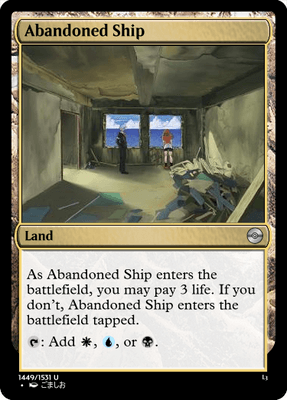 Abandoned Ship
Land
As Abandoned Ship enters the
battlefield, you may pay 3 life. If you
don't, Abandoned Ship enters the
battlefield tapped.
: Add , , or .
1449/1531 U
ごましお